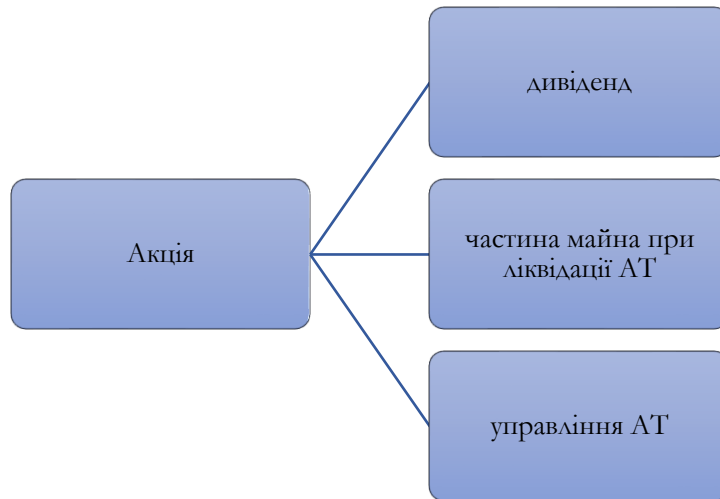 Акція
дивіденд
частина майна при
ліквідації АТ
управління АТ